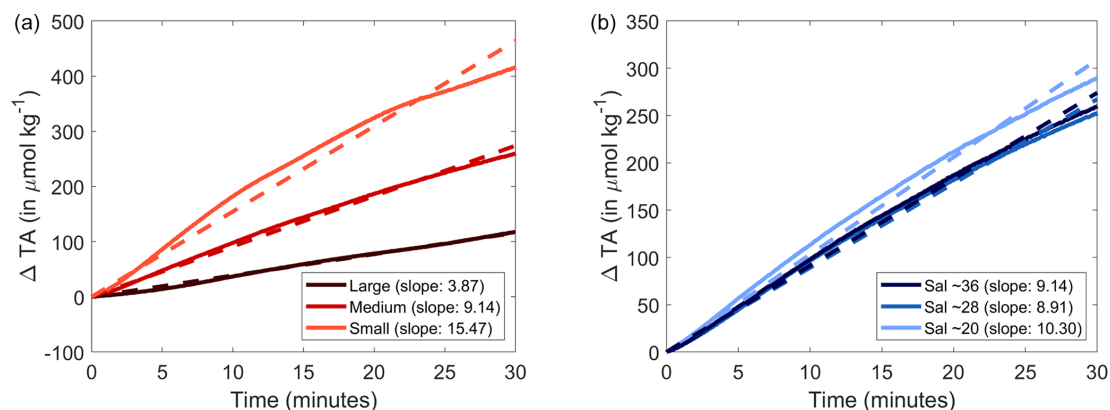 (a)
500
400
300
200
100
0
-100
Δ TA (in μmol kg⁻¹)
Large (slope: 3.87)
Medium (slope: 9.14)
Small (slope: 15.47)
0 5 10 15 20 25 30
Time (minutes)
(b)
350
300
250
200
150
100
50
0
Δ TA (in μmol kg⁻¹)
Sal ~36 (slope: 9.14)
Sal ~28 (slope: 8.91)
Sal ~20 (slope: 10.30)
0 5 10 15 20 25 30
Time (minutes)